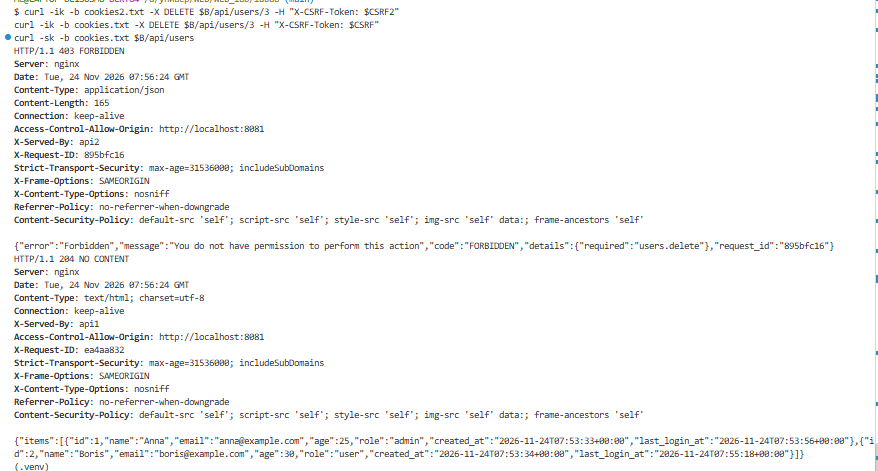 $ curl -ik -b cookies2.txt -X DELETE $B/api/users/3 -H "X-CSRF-Token: $CSRF2"
curl -ik -b cookies.txt -X DELETE $B/api/users/3 -H "X-CSRF-Token: $CSRF"
curl -sk -b cookies.txt $B/api/users
HTTP/1.1 403 FORBIDDEN
Server: nginx
Date: Tue, 24 Nov 2026 07:56:24 GMT
Content-Type: application/json
Content-Length: 165
Connection: keep-alive
Access-Control-Allow-Origin: http://localhost:8081
X-Served-By: api2
X-Request-ID: 895bfc16
Strict-Transport-Security: max-age=31536000; includeSubDomains
X-Frame-Options: SAMEORIGIN
X-Content-Type-Options: nosniff
Referrer-Policy: no-referrer-when-downgrade
Content-Security-Policy: default-src 'self'; script-src 'self'; style-src 'self'; img-src 'self' data:; frame-ancestors 'self'
{"error":"Forbidden","message":"You do not have permission to perform this action","code":"FORBIDDEN","details":{"required":"users.delete"},"request_id":"895bfc16"}
HTTP/1.1 204 NO CONTENT
Server: nginx
Date: Tue, 24 Nov 2026 07:56:24 GMT
Content-Type: text/html; charset=utf-8
Connection: keep-alive
X-Served-By: api1
Access-Control-Allow-Origin: http://localhost:8081
X-Request-ID: ea4aa832
Strict-Transport-Security: max-age=31536000; includeSubDomains
X-Frame-Options: SAMEORIGIN
X-Content-Type-Options: nosniff
Referrer-Policy: no-referrer-when-downgrade
Content-Security-Policy: default-src 'self'; script-src 'self'; style-src 'self'; img-src 'self' data:; frame-ancestors 'self'
{"items":[{"id":1,"name":"Anna","email":"anna@example.com","age":25,"role":"admin","created_at":"2026-11-24T07:53:33+00:00","last_login_at":"2026-11-24T07:53:56+00:00"},{"i
d":2,"name":"Boris","email":"boris@example.com","age":30,"role":"user","created_at":"2026-11-24T07:53:34+00:00","last_login_at":"2026-11-24T07:55:18+00:00"}]}
(.venv)